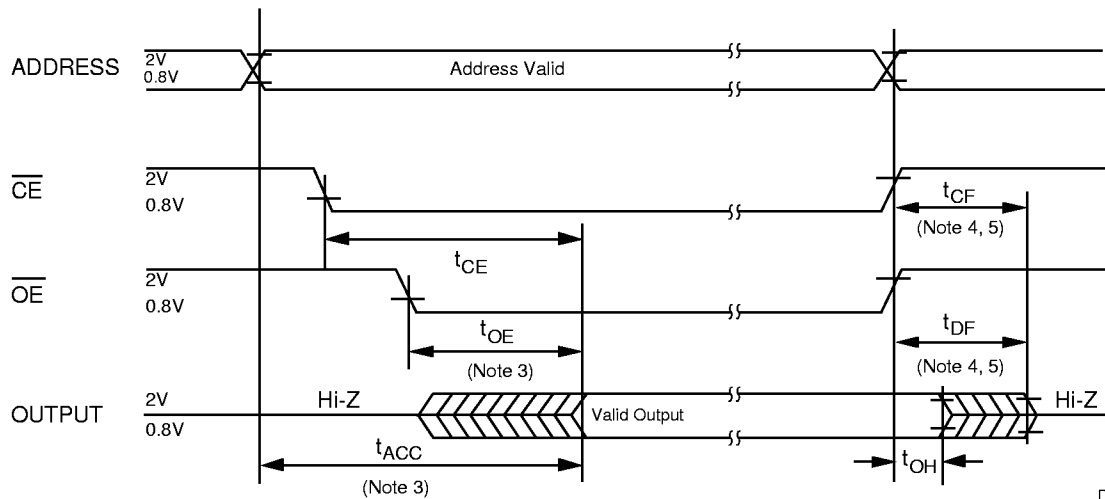 ADDRESS
2V
0.8V
Address Valid
CE
2V
0.8V
tCF
(Note 4, 5)
tCE
OE
2V
0.8V
tOE
(Note 3)
tDF
(Note 4, 5)
OUTPUT
2V
0.8V
Hi-Z
Valid Output
Hi-Z
tACC
(Note 3)
tOH